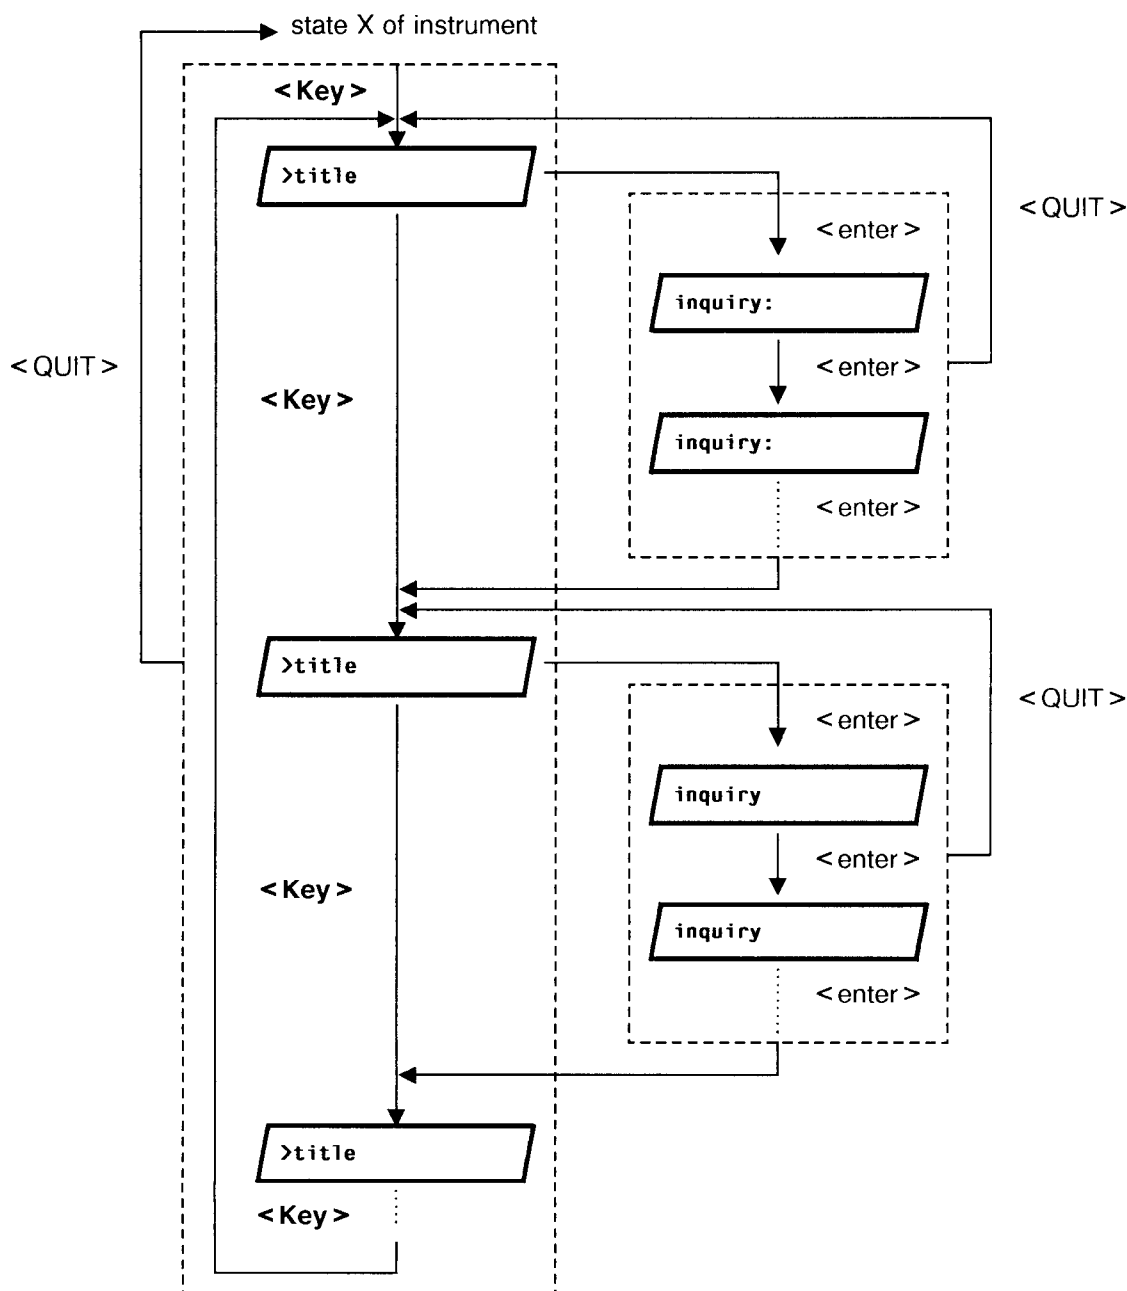 state X of instrument
<Key>
>title
<QUIT>
<enter>
inquiry:
<QUIT>
<enter>
<Key>
inquiry:
<enter>
>title
<QUIT>
<enter>
inquiry
<enter>
<Key>
inquiry
<enter>
>title
<Key>